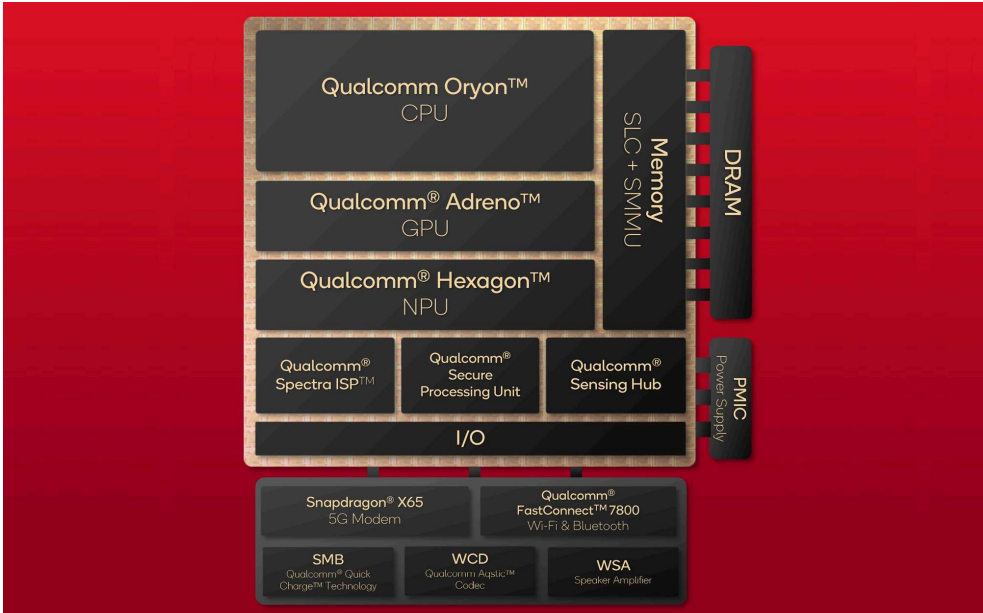 Qualcomm Oryon™
CPU
Memory
SLC + SMMU
DRAM
Qualcomm® Adreno™
GPU
Qualcomm® Hexagon™
NPU
Qualcomm®
Spectra ISP™
Qualcomm®
Secure
Processing Unit
Qualcomm®
Sensing Hub
PMIC
Power Supply
I/O
Snapdragon® X65
5G Modem
Qualcomm®
FastConnect™ 7800
Wi-Fi & Bluetooth
SMB
Qualcomm® Quick
Charge™ Technology
WCD
Qualcomm Aqstic™
Codec
WSA
Speaker Amplifier